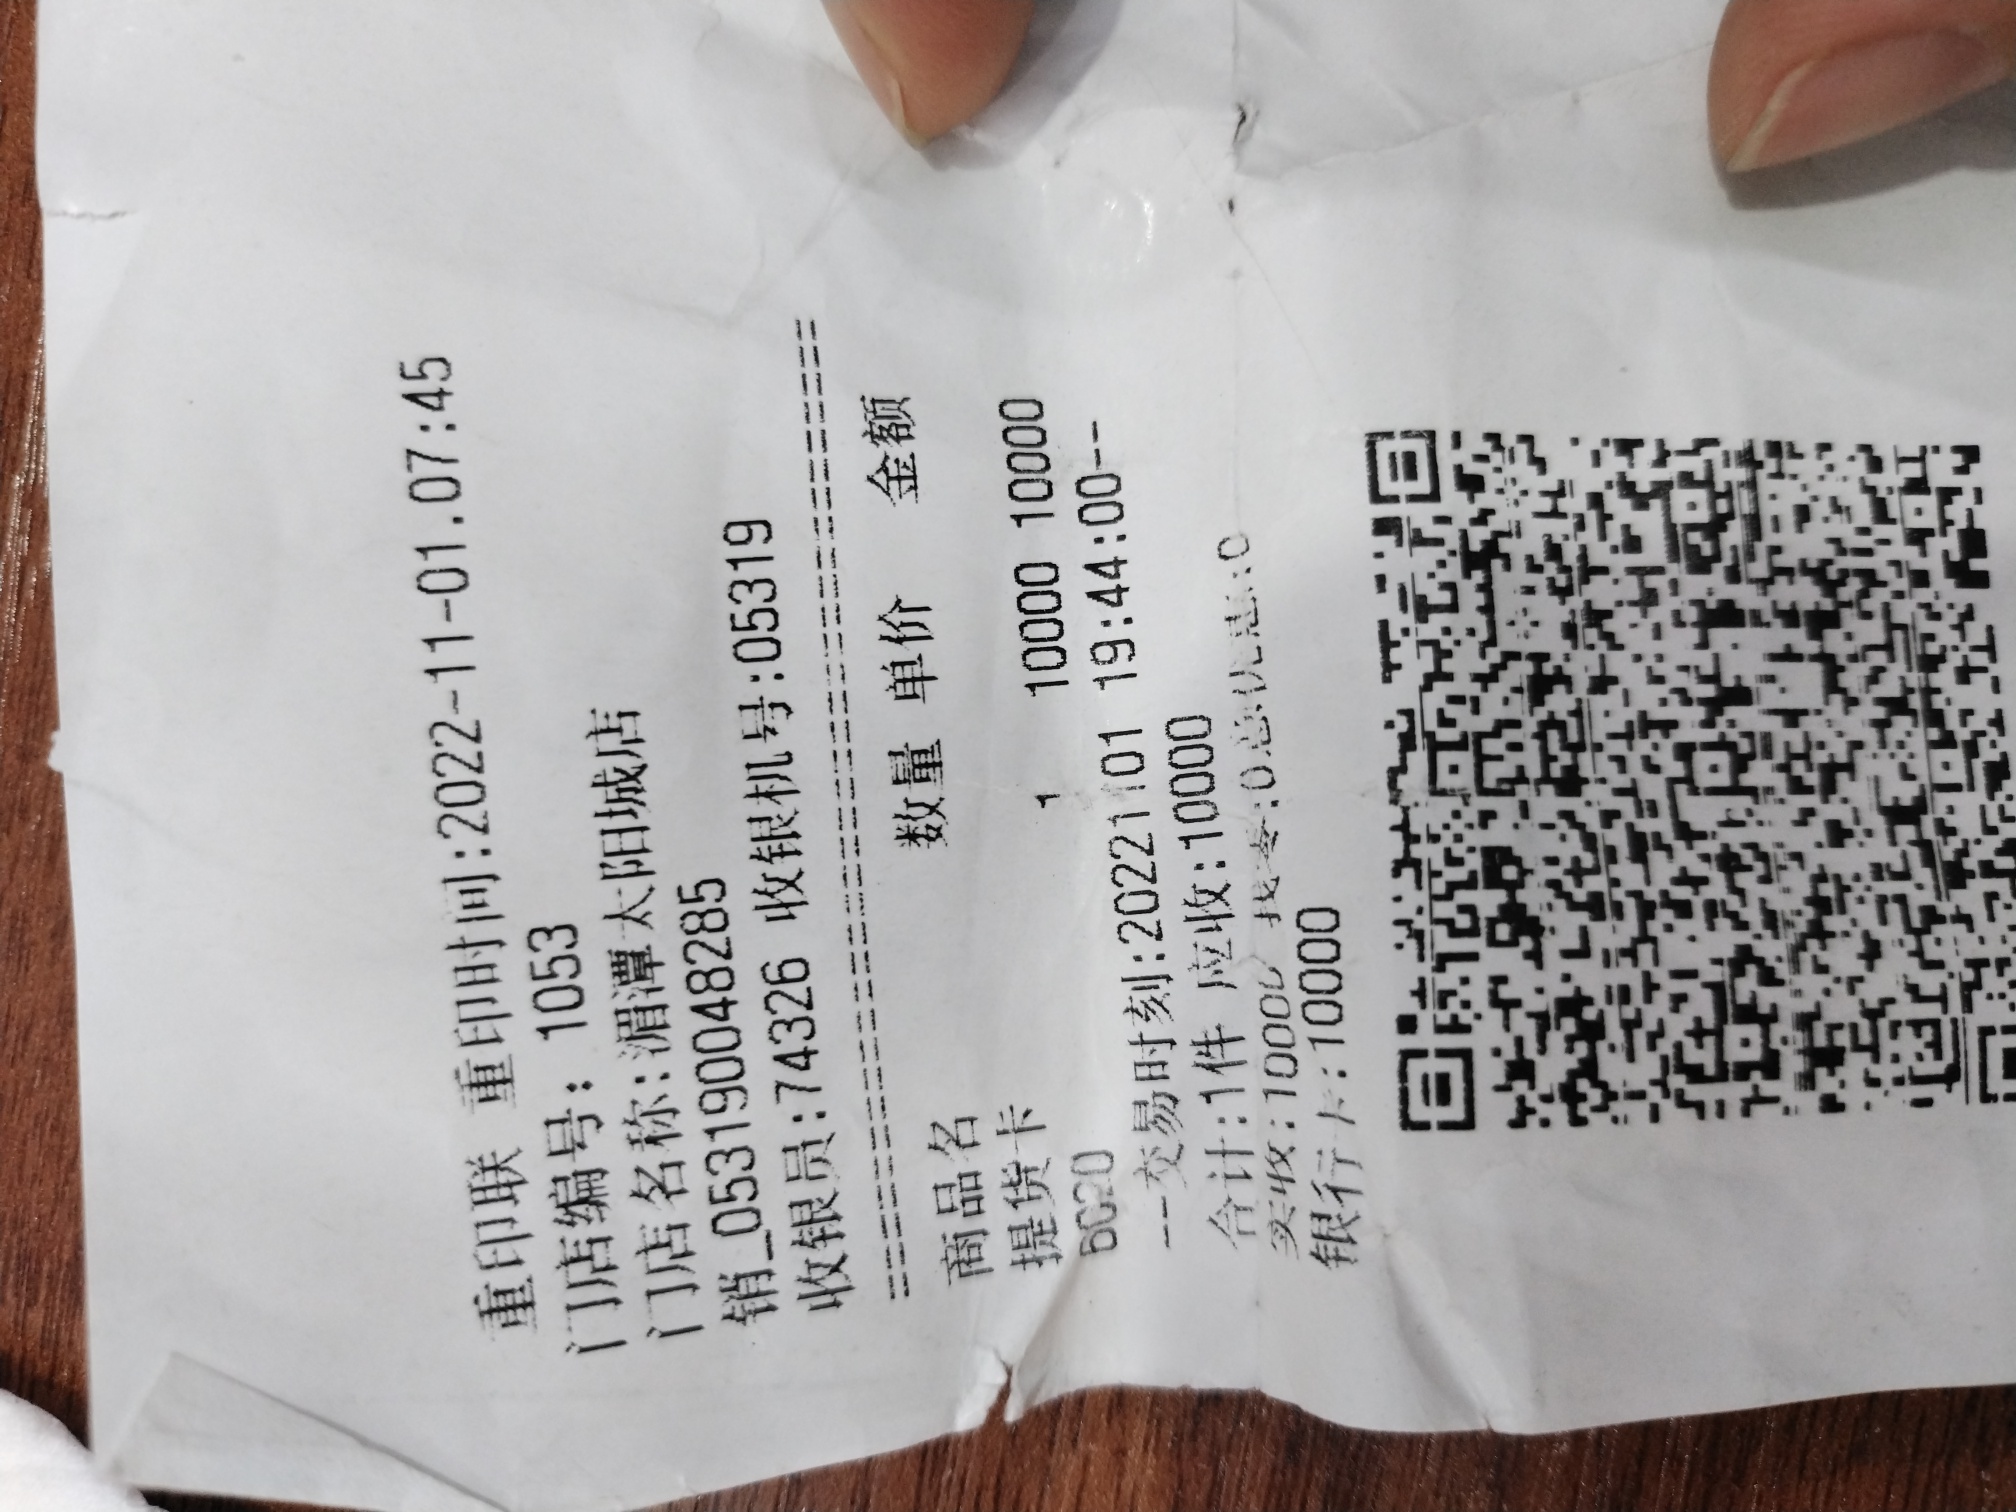 重印联 重印时间:2022-11-01.07:45
门店编号: 1053
门店名称:湄潭太阳城店
销_0531900048285
收银员:74326 收银机号:05319
==================================
商品名 数量 单价 金额
提货卡 1 10000 10000
6G20
--交易时刻:20221101 19:44:00--
合计:1件 应收:10000
实收:10000 找零:0.总优惠:0
银行卡:10000